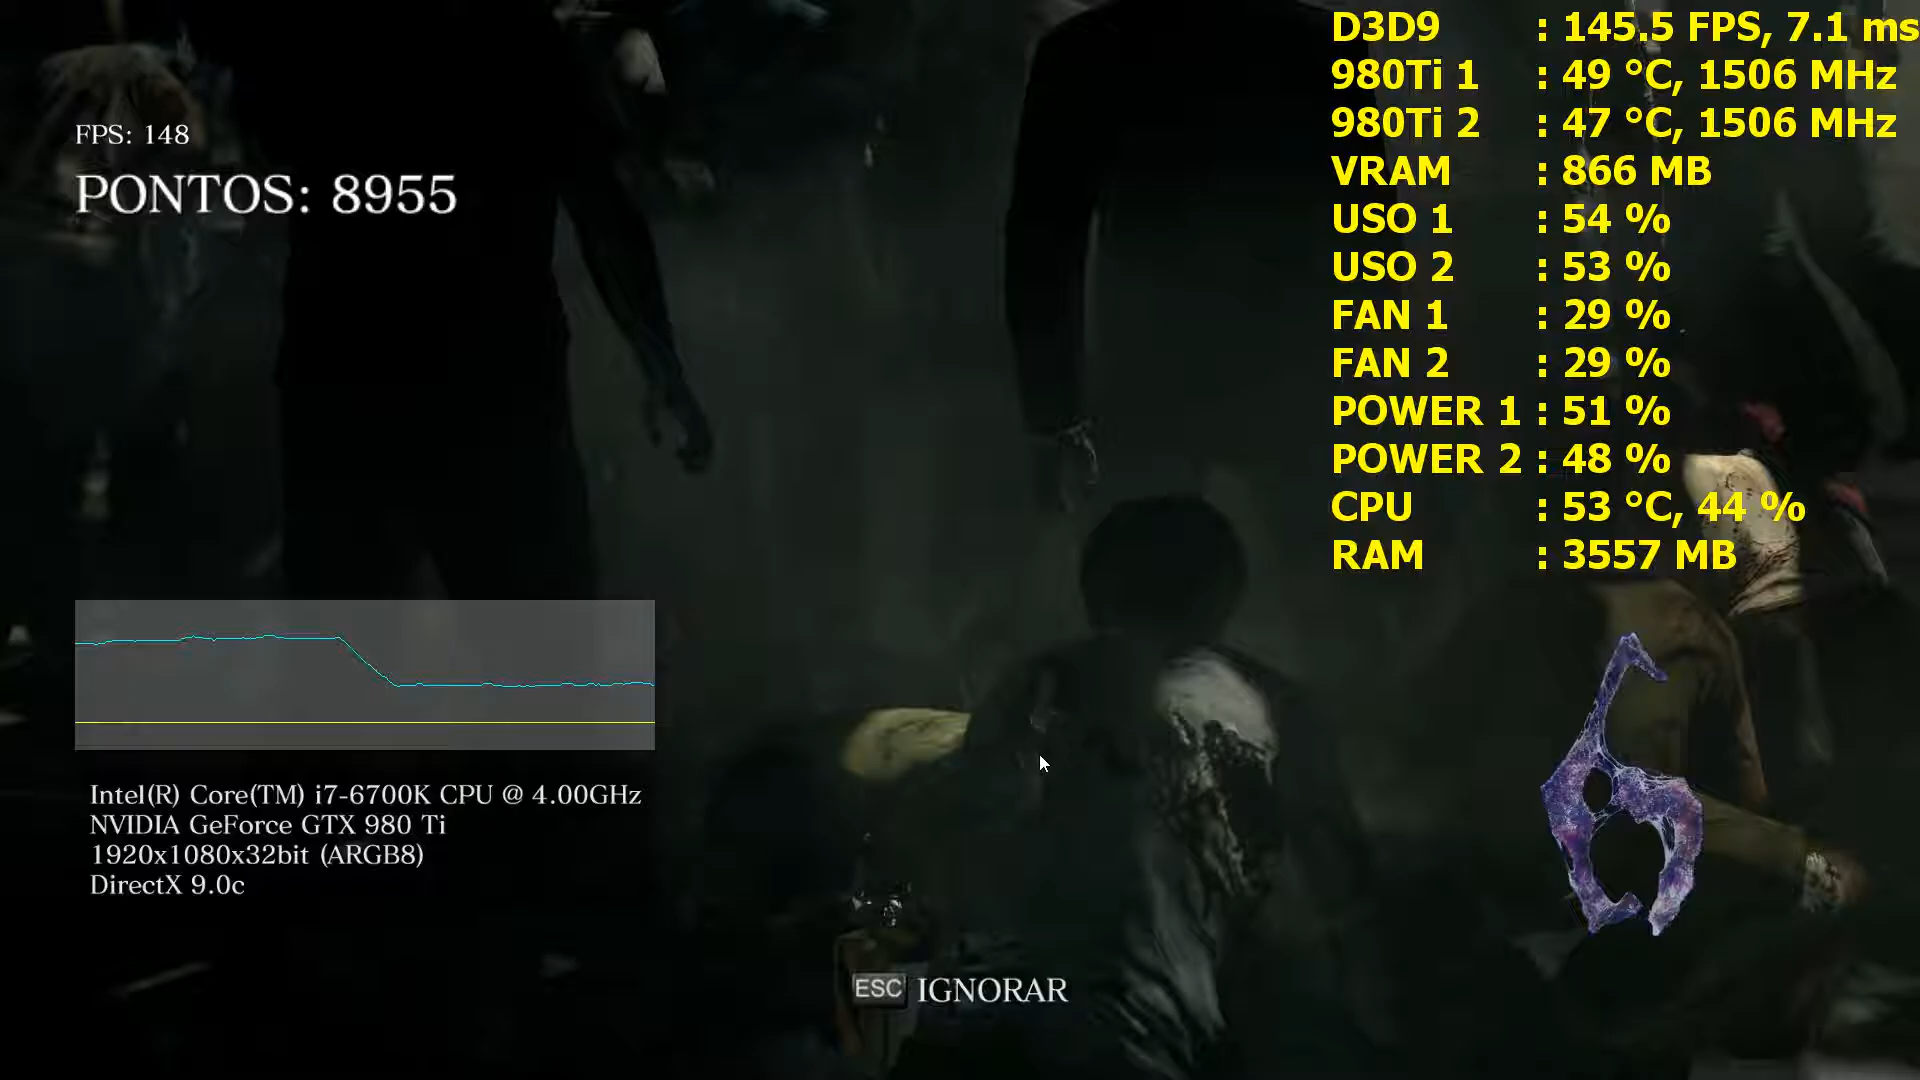 FPS: 148
PONTOS: 8955
D3D9 : 145.5 FPS, 7.1 ms
980Ti 1 : 49 °C, 1506 MHz
980Ti 2 : 47 °C, 1506 MHz
VRAM : 866 MB
USO 1 : 54 %
USO 2 : 53 %
FAN 1 : 29 %
FAN 2 : 29 %
POWER 1 : 51 %
POWER 2 : 48 %
CPU : 53 °C, 44 %
RAM : 3557 MB
Intel(R) Core(TM) i7-6700K CPU @ 4.00GHz
NVIDIA GeForce GTX 980 Ti
1920x1080x32bit (ARGB8)
DirectX 9.0c
6
ESC IGNORAR